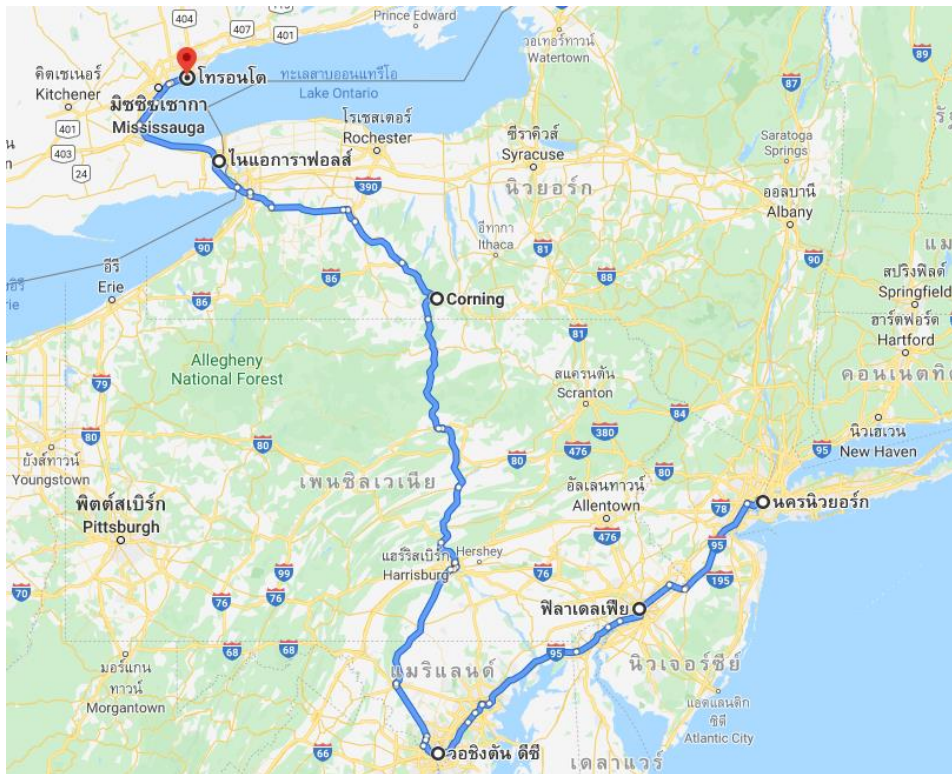 404
407
401
Prince Edward
วอเทอร์ทาวน์
Watertown
89
87
คิตเชเนอร์
Kitchener
โทรอนโต
ทะเลสาบออนแทรีโอ
Lake Ontario
มิซซิซเซากา
Mississauga
401
403
24
โรเชสเตอร์
Rochester
ซีราคิวส์
Syracuse
Saratoga
Springs
ไนแอการาฟอลส์
390
นิวยอร์ก
ออลบานี
Albany
90
อีรี
Erie
86
86
อีทากา
Ithaca
81
88
90
สปริงฟิลด์
Springfield
ฮาร์ตฟอร์ด
Hartford
Corning
81
Allegheny
National Forest
79
สแครนตัน
Scranton
84
380
476
คอนเนตทิ
นิวเฮเวน
New Haven
95
80
80
80
80
ยังส์ทาวน์
Youngstown
เพนซิลเวเนีย
อัลเลนทาวน์
Allentown
78
นครนิวยอร์ก
พิตต์สเบิร์ก
Pittsburgh
476
95
แฮร์ริสเบิร์ก
Harrisburg
Hershey
99
76
195
70
76
76
ฟิลาเดลเฟีย
68
68
95
มอร์แกน
ทาวน์
Morgantown
แมริแลนด์
นิวเจอร์ซีย์
แอตแลนติก
ซิตี
Atlantic City
66
วอชิงตัน ดีซี
เดลาแวร์